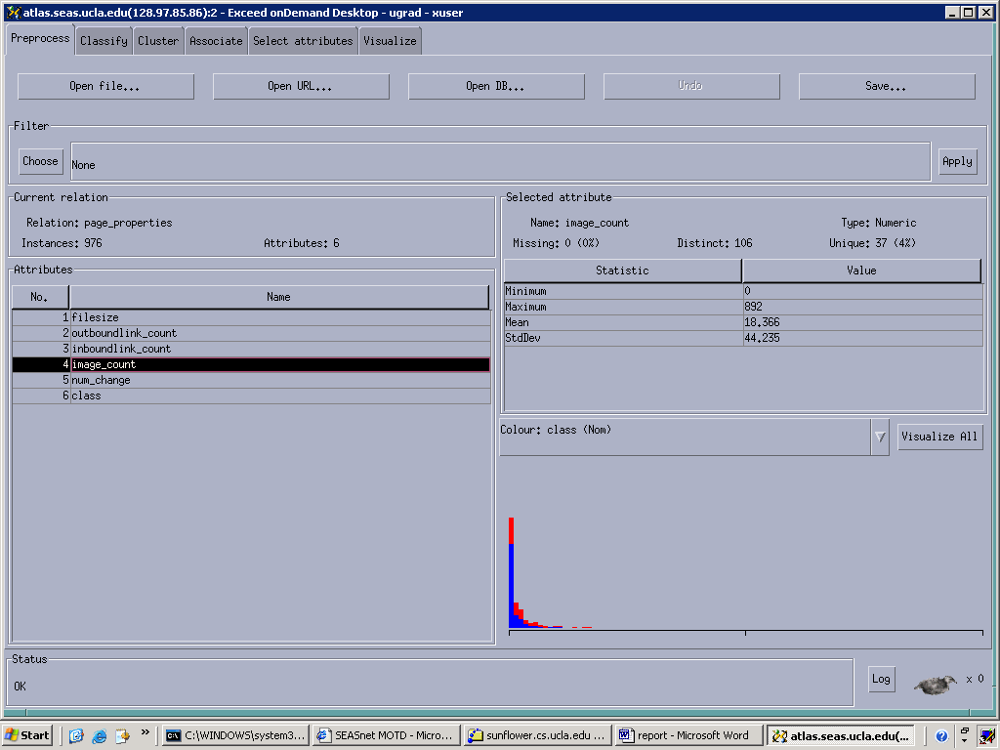 atlas.seas.ucla.edu(128.97.85.86):2 - Exceed onDemand Desktop - ugrad - xuser
Preprocess Classify Cluster Associate Select attributes Visualize
Open file... Open URL... Open DB... Undo Save...
Filter
Choose None Apply
Current relation
Relation: page_properties
Instances: 976 Attributes: 6
Attributes
No. Name
1 filesize
2 outboundlink_count
3 inboundlink_count
4 image_count
5 num_change
6 class
Selected attribute
Name: image_count Type: Numeric
Missing: 0 (0%) Distinct: 106 Unique: 37 (4%)
Statistic Value
Minimum 0
Maximum 892
Mean 18.366
StdDev 44.235
Colour: class (Nom) Visualize All
Status
OK Log x 0
Start » C:\WINDOWS\system3... SEASnet MOTD - Micro... sunflower.cs.ucla.edu ... report - Microsoft Word atlas.seas.ucla.edu(...